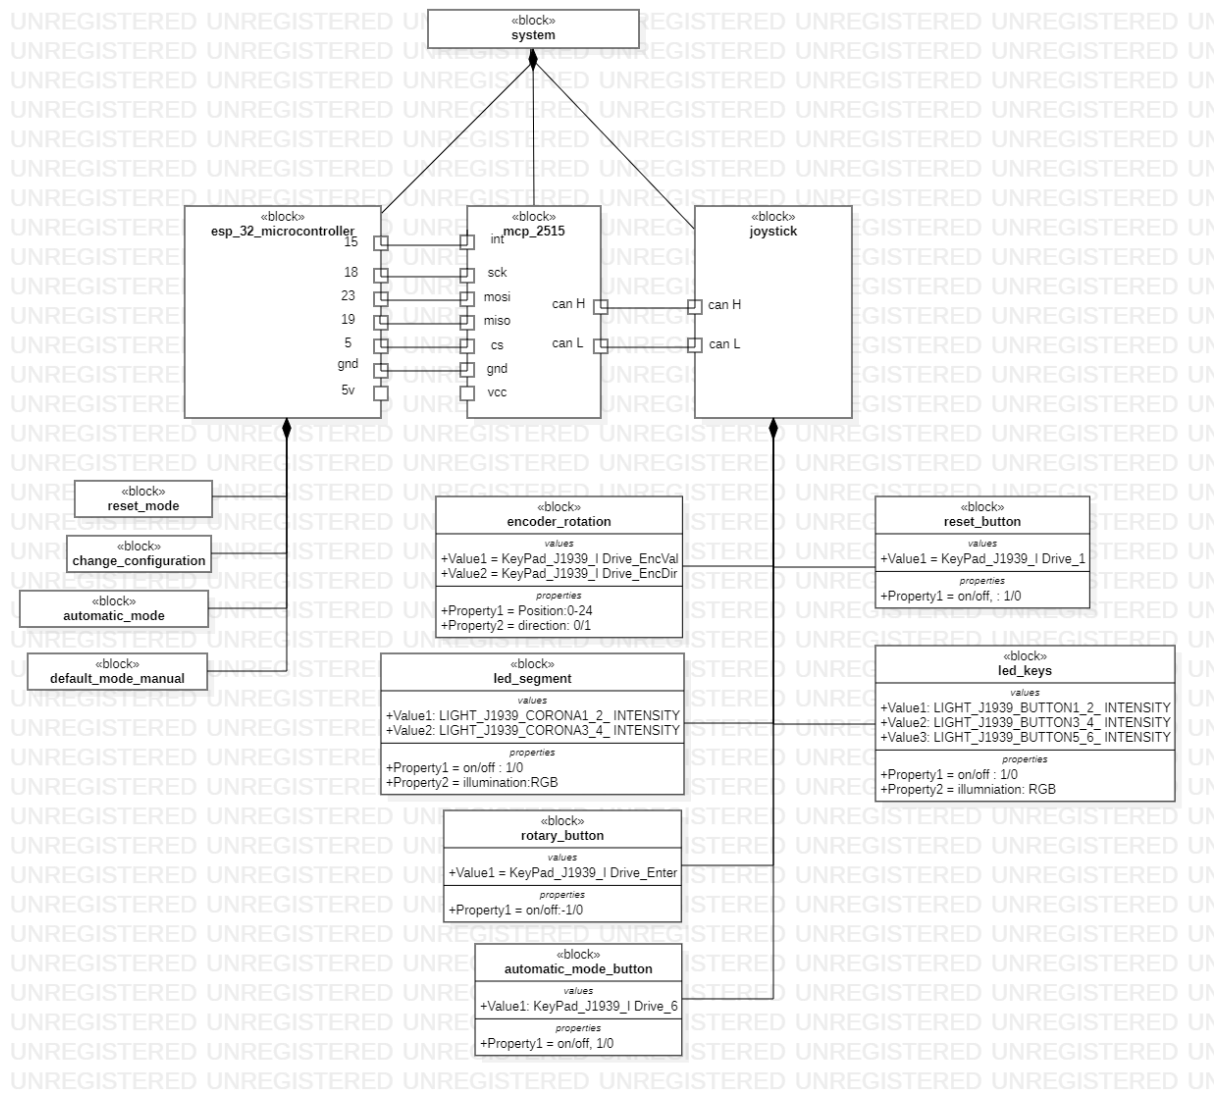 «block»
system
«block»
esp_32_microcontroller
15
18
23
19
5
gnd
5v
«block»
mcp_2515
int
sck
mosi
miso
cs
gnd
vcc
can H
can L
«block»
joystick
can H
can L
«block»
reset_mode
«block»
change_configuration
«block»
automatic_mode
«block»
default_mode_manual
«block»
encoder_rotation
values
+Value1 = KeyPad_J1939_I Drive_EncVal
+Value2 = KeyPad_J1939_I Drive_EncDir
properties
+Property1 = Position:0-24
+Property2 = direction: 0/1
«block»
reset_button
values
+Value1 = KeyPad_J1939_I Drive_1
properties
+Property1 = on/off, : 1/0
«block»
led_segment
values
+Value1: LIGHT_J1939_CORONA1_2_ INTENSITY
+Value2: LIGHT_J1939_CORONA3_4_ INTENSITY
properties
+Property1 = on/off : 1/0
+Property2 = illumination:RGB
«block»
led_keys
values
+Value1: LIGHT_J1939_BUTTON1_2_ INTENSITY
+Value2: LIGHT_J1939_BUTTON3_4_ INTENSITY
+Value3: LIGHT_J1939_BUTTON5_6_ INTENSITY
properties
+Property1 = on/off : 1/0
+Property2 = illumniation: RGB
«block»
rotary_button
values
+Value1 = KeyPad_J1939_I Drive_Enter
properties
+Property1 = on/off:-1/0
«block»
automatic_mode_button
values
+Value1: KeyPad_J1939_I Drive_6
properties
+Property1 = on/off, 1/0
UNREGISTERED